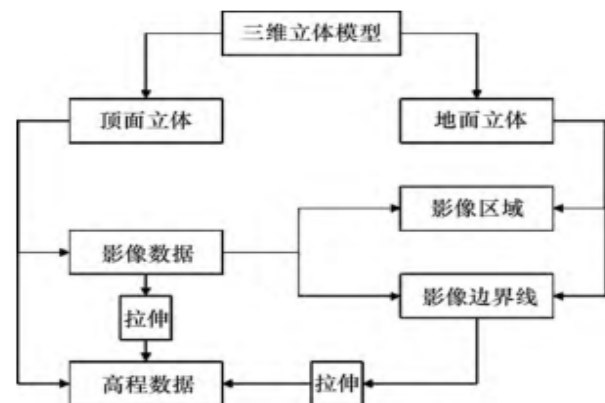 三维立体模型
顶面立体
地面立体
影像区域
影像数据
影像边界线
拉伸
高程数据
拉伸